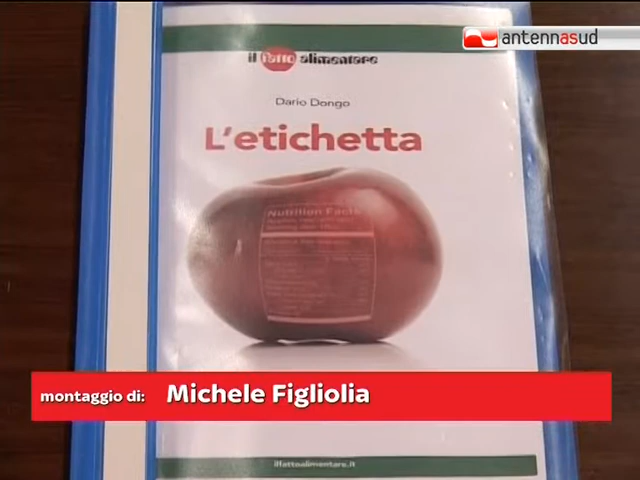 antennasud
il fatto alimentare
Dario Dongo
L'etichetta
Nutrition Facts
montaggio di: Michele Figliolia
ilfattoalimentare.it